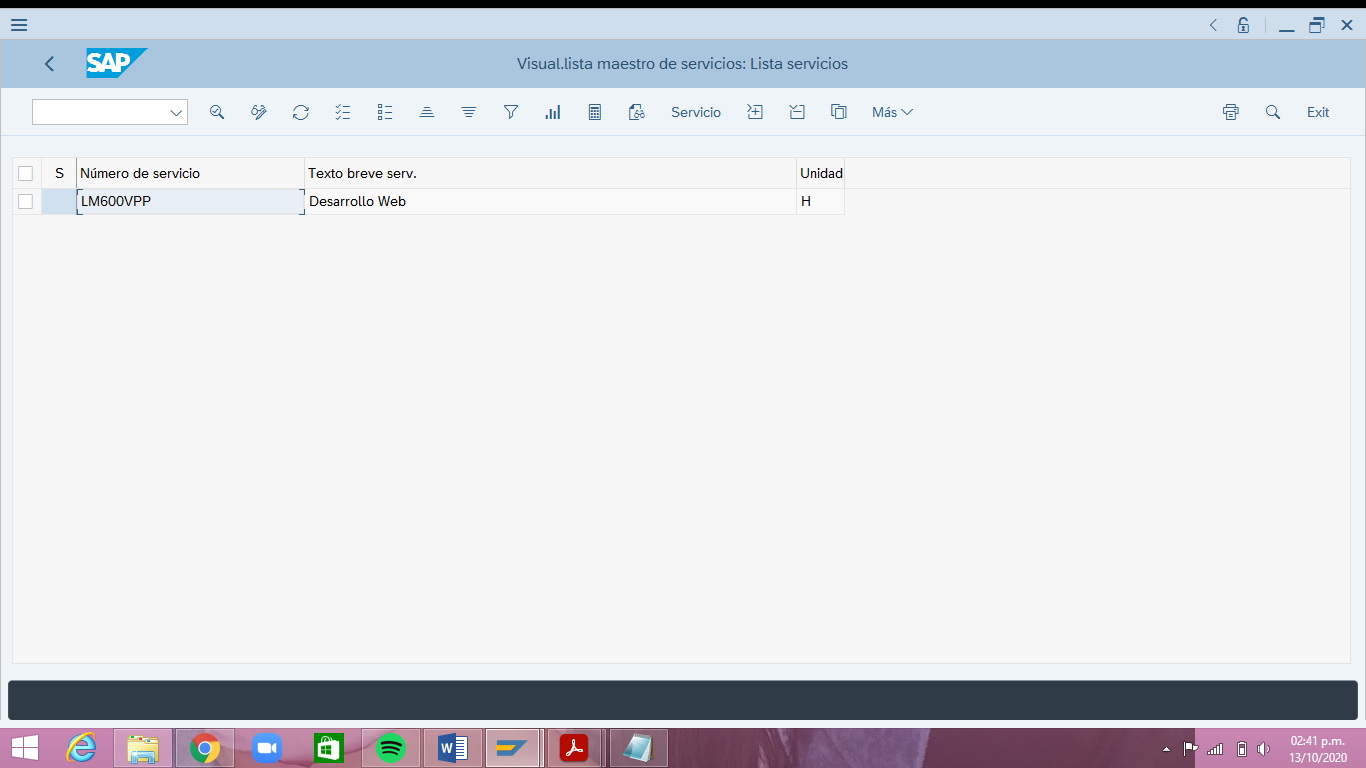 SAP
Visual.lista maestro de servicios: Lista servicios
Servicio
Más
Exit
S Número de servicio Texto breve serv. Unidad
LM600VPP Desarrollo Web H
02:41 p.m.
13/10/2020